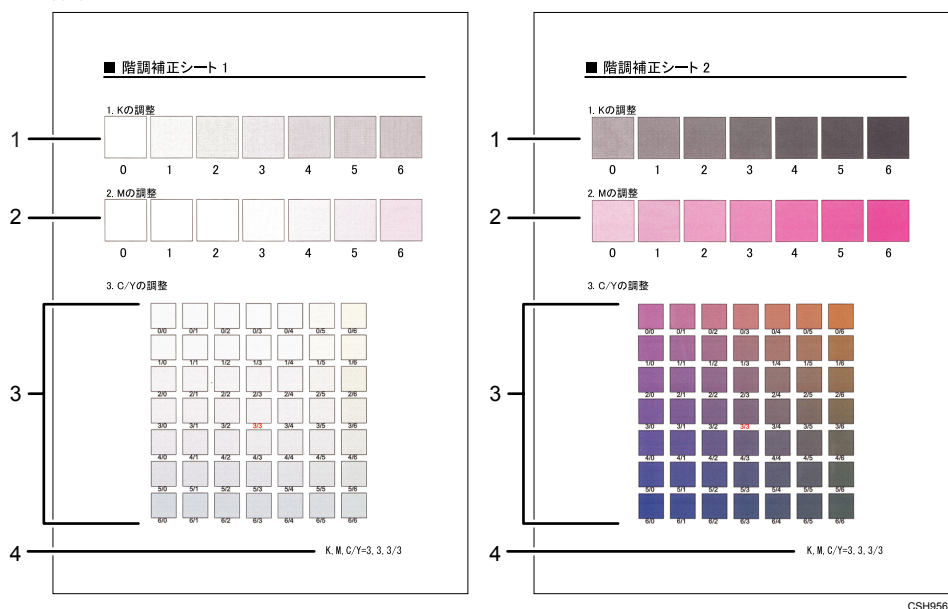 ■ 階調補正シート 1
1. Kの調整
1
0 1 2 3 4 5 6
2. Mの調整
2
0 1 2 3 4 5 6
3. C/Yの調整
3
0/0 0/1 0/2 0/3 0/4 0/5 0/6
1/0 1/1 1/2 1/3 1/4 1/5 1/6
2/0 2/1 2/2 2/3 2/4 2/5 2/6
3/0 3/1 3/2 3/3 3/4 3/5 3/6
4/0 4/1 4/2 4/3 4/4 4/5 4/6
5/0 5/1 5/2 5/3 5/4 5/5 5/6
6/0 6/1 6/2 6/3 6/4 6/5 6/6
4
K, M, C/Y=3, 3, 3/3
■ 階調補正シート 2
1. Kの調整
1
0 1 2 3 4 5 6
2. Mの調整
2
0 1 2 3 4 5 6
3. C/Yの調整
3
0/0 0/1 0/2 0/3 0/4 0/5 0/6
1/0 1/1 1/2 1/3 1/4 1/5 1/6
2/0 2/1 2/2 2/3 2/4 2/5 2/6
3/0 3/1 3/2 3/3 3/4 3/5 3/6
4/0 4/1 4/2 4/3 4/4 4/5 4/6
5/0 5/1 5/2 5/3 5/4 5/5 5/6
6/0 6/1 6/2 6/3 6/4 6/5 6/6
4
K, M, C/Y=3, 3, 3/3
CSH956